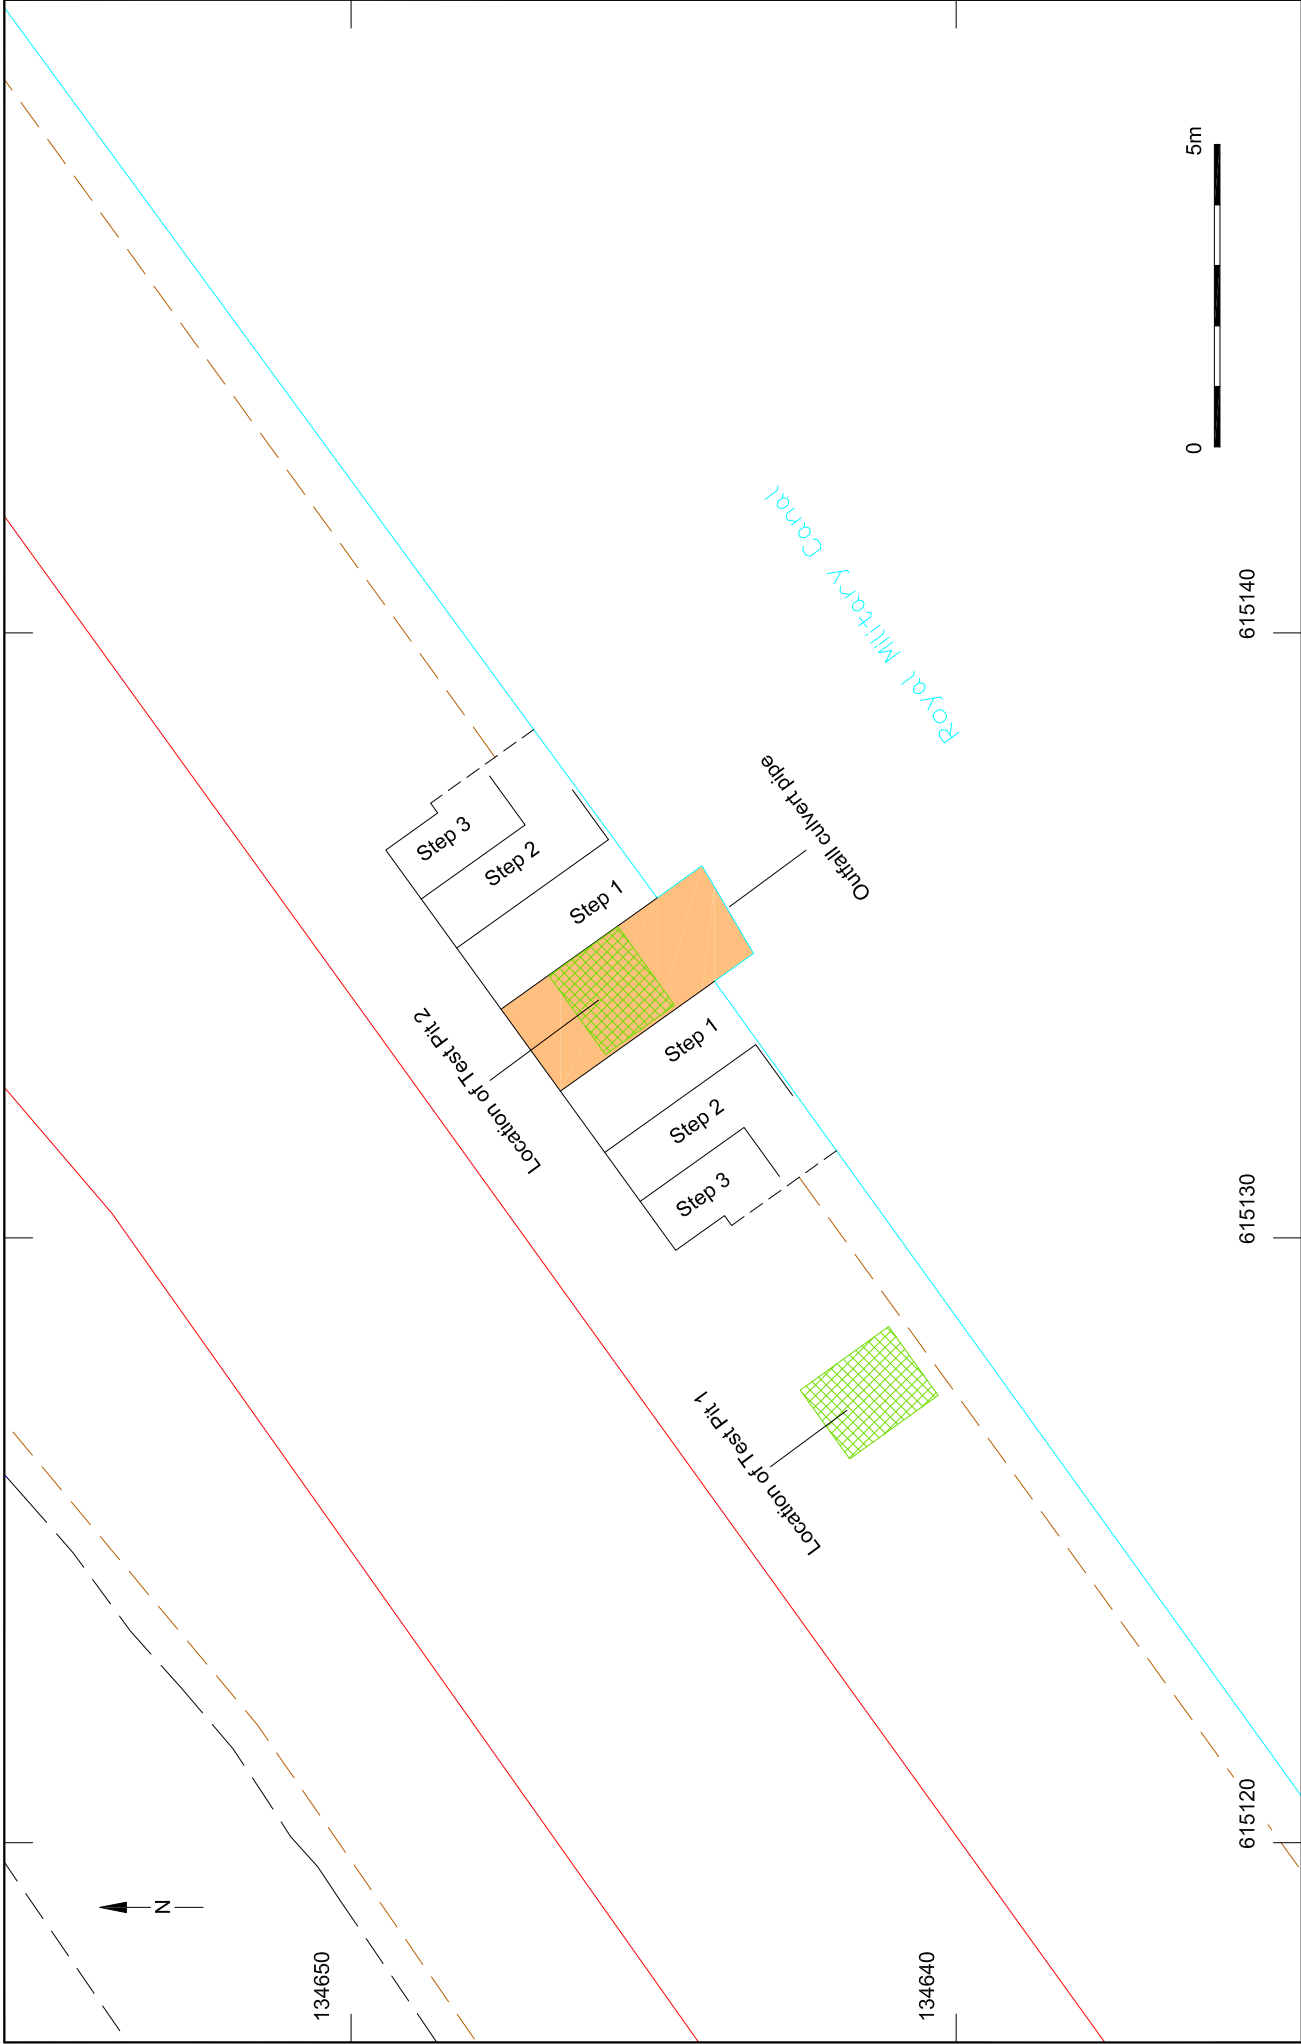 N
134650
134640
615120
615130
615140
Step 3
Step 2
Step 1
Location of Test Pit 2
Step 1
Step 2
Step 3
Outfall culvert pipe
Location of Test Pit 1
Royal Military Canal
0
5m